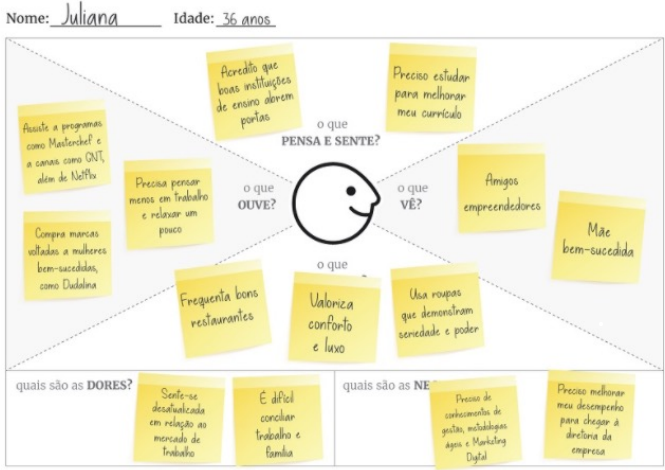 Nome: Juliana Idade: 36 anos
Acredito que
boas instituições
de ensino abrem
portas
Preciso estudar
para melhorar
meu currículo
o que
PENSA E SENTE?
Assiste a programas
como Masterchef e
a canais como GNT,
além de Netflix
Precisa pensar
menos em trabalho
e relaxar um
pouco
Compra marcas
voltadas a mulheres
bem-sucedidas,
como Dudalina
o que
OUVE?
o que
VÊ?
Amigos
empreendedores
Mãe
bem-sucedida
o que
Frequenta bons
restaurantes
Valoriza
conforto
e luxo
Usa roupas
que demonstram
seriedade e poder
quais são as DORES?
Sente-se
desatualizada
em relação ao
mercado de
trabalho
É difícil
conciliar
trabalho e
família
quais são as NE
Preciso de
conhecimentos de
gestão, metodologias
ágeis e Marketing
Digital
Preciso melhorar
meu desempenho
para chegar à
diretoria da
empresa